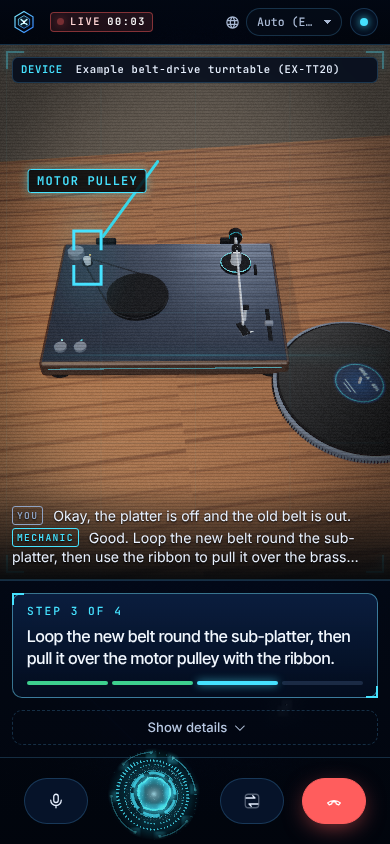 LIVE 00:03
Auto (E…
DEVICE Example belt-drive turntable (EX-TT20)
MOTOR PULLEY
YOU Okay, the platter is off and the old belt is out.
MECHANIC Good. Loop the new belt round the sub-
platter, then use the ribbon to pull it over the brass…
STEP 3 OF 4
Loop the new belt round the sub-platter, then
pull it over the motor pulley with the ribbon.
Show details